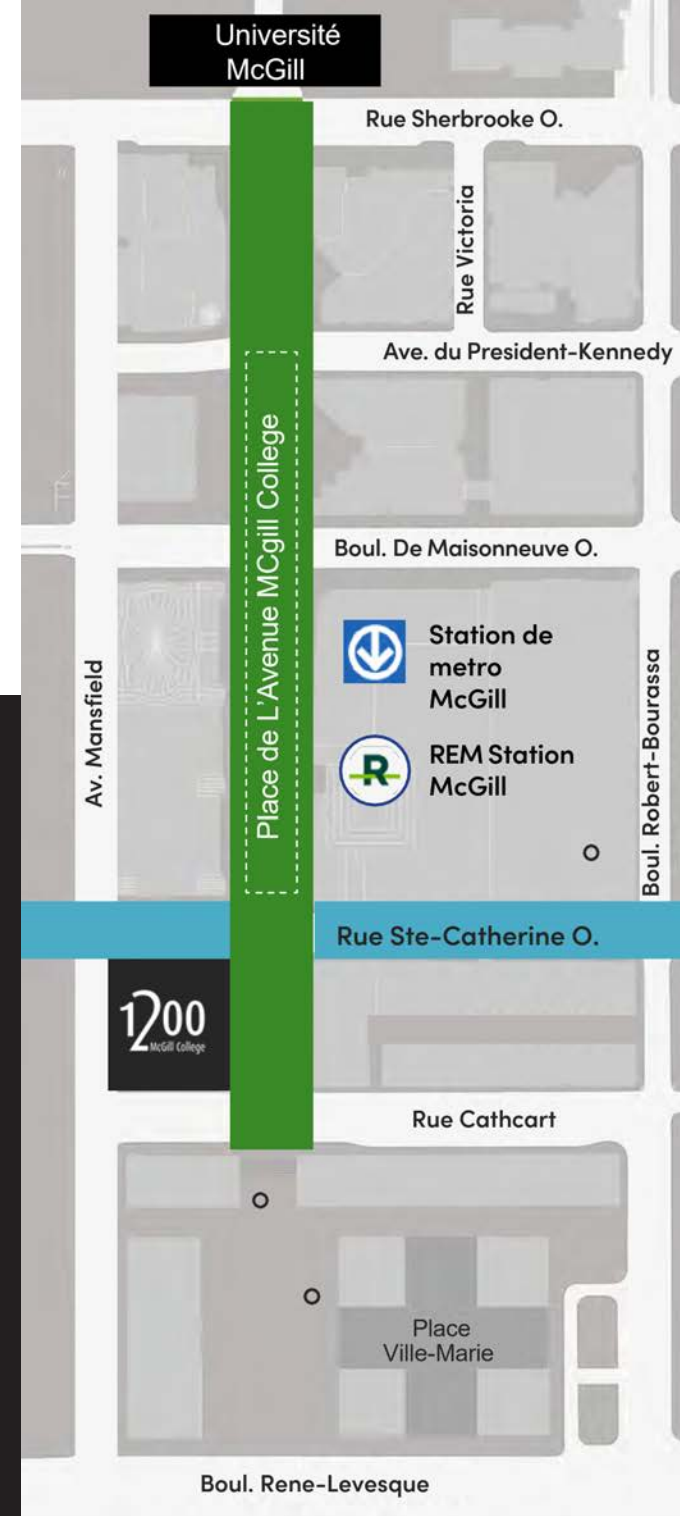 Université
McGill
Rue Sherbrooke O.
Rue Victoria
Ave. du President-Kennedy
Place de L'Avenue MCgill College
Boul. De Maisonneuve O.
Station de
metro
McGill
Av. Mansfield
REM Station
McGill
R
Boul. Robert-Bourassa
Rue Ste-Catherine O.
1200
McGill College
Rue Cathcart
Place
Ville-Marie
Boul. Rene-Levesque